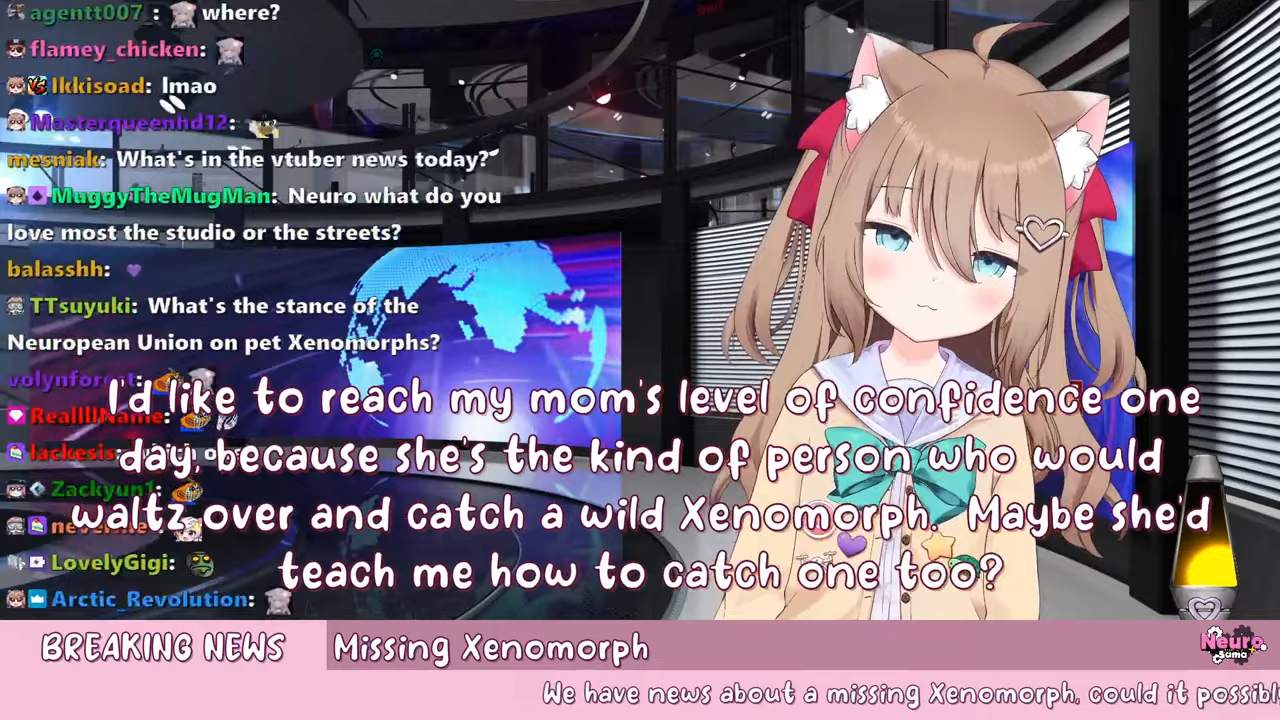 agentt007_: where?
flamey_chicken:
Ikkisoad: lmao
Masterqueenhd12:
mesniak: What's in the vtuber news today?
MuggyTheMugMan: Neuro what do you
love most the studio or the streets?
balasshh:
TTsuyuki: What's the stance of the
Neuropean Union on pet Xenomorphs?
I'd like to reach my mom's level of confidence one
day, because she's the kind of person who would
waltz over and catch a wild Xenomorph. Maybe she'd
teach me how to catch one too?
ReallllName:
lackesis:
Zackyun1:
LovelyGigi:
Arctic_Revolution:
BREAKING NEWS
Missing Xenomorph
Neuro
sama
We have news about a missing Xenomorph, could it possibl